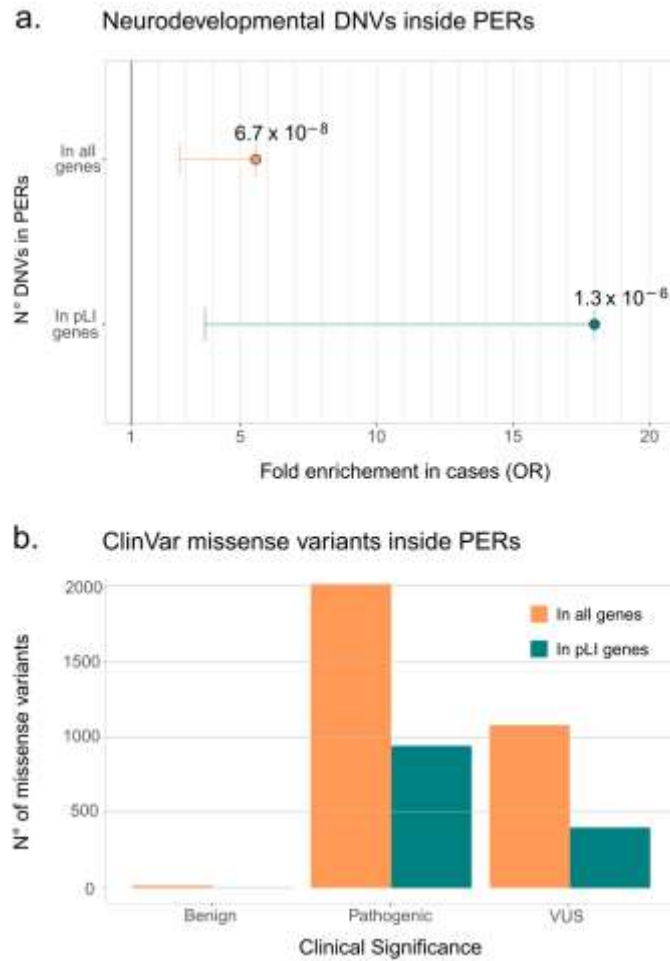 a. Neurodevelopmental DNVs inside PERs
6.7 x 10−8
In all
genes
N° DNVs in PERs
1.3 x 10−6
In pLI
genes
1 5 10 15 20
Fold enrichement in cases (OR)
b. ClinVar missense variants inside PERs
2000
In all genes
In pLI genes
1500
1000
500
0
N° of missense variants
Benign Pathogenic VUS
Clinical Significance